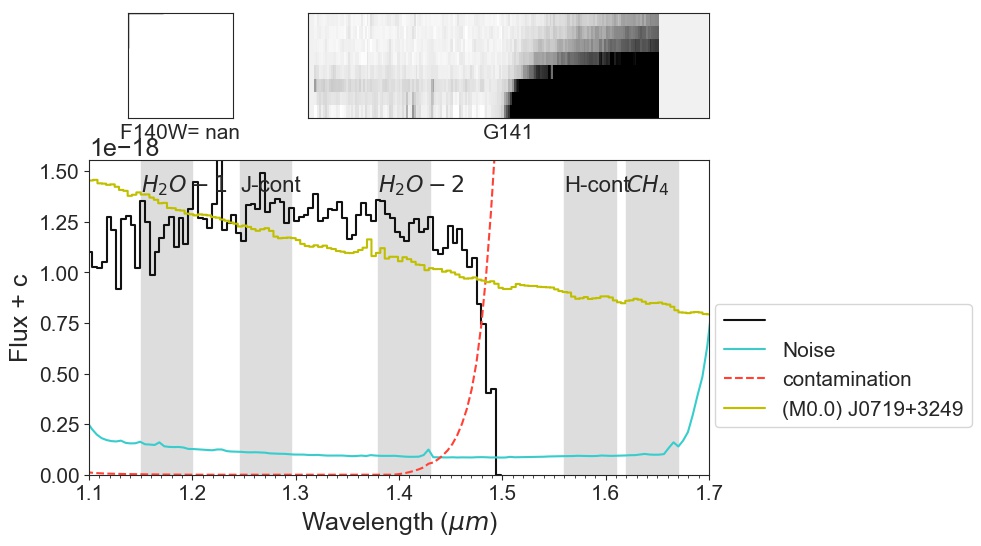 F140W= nan
G141
1e−18
H₂O − 1
J-cont
H₂O − 2
H-cont
CH₄
1.50
1.25
1.00
0.75
0.50
0.25
0.00
Flux + c
1.1
1.2
1.3
1.4
1.5
1.6
1.7
Wavelength (μm)
Noise
contamination
(M0.0) J0719+3249